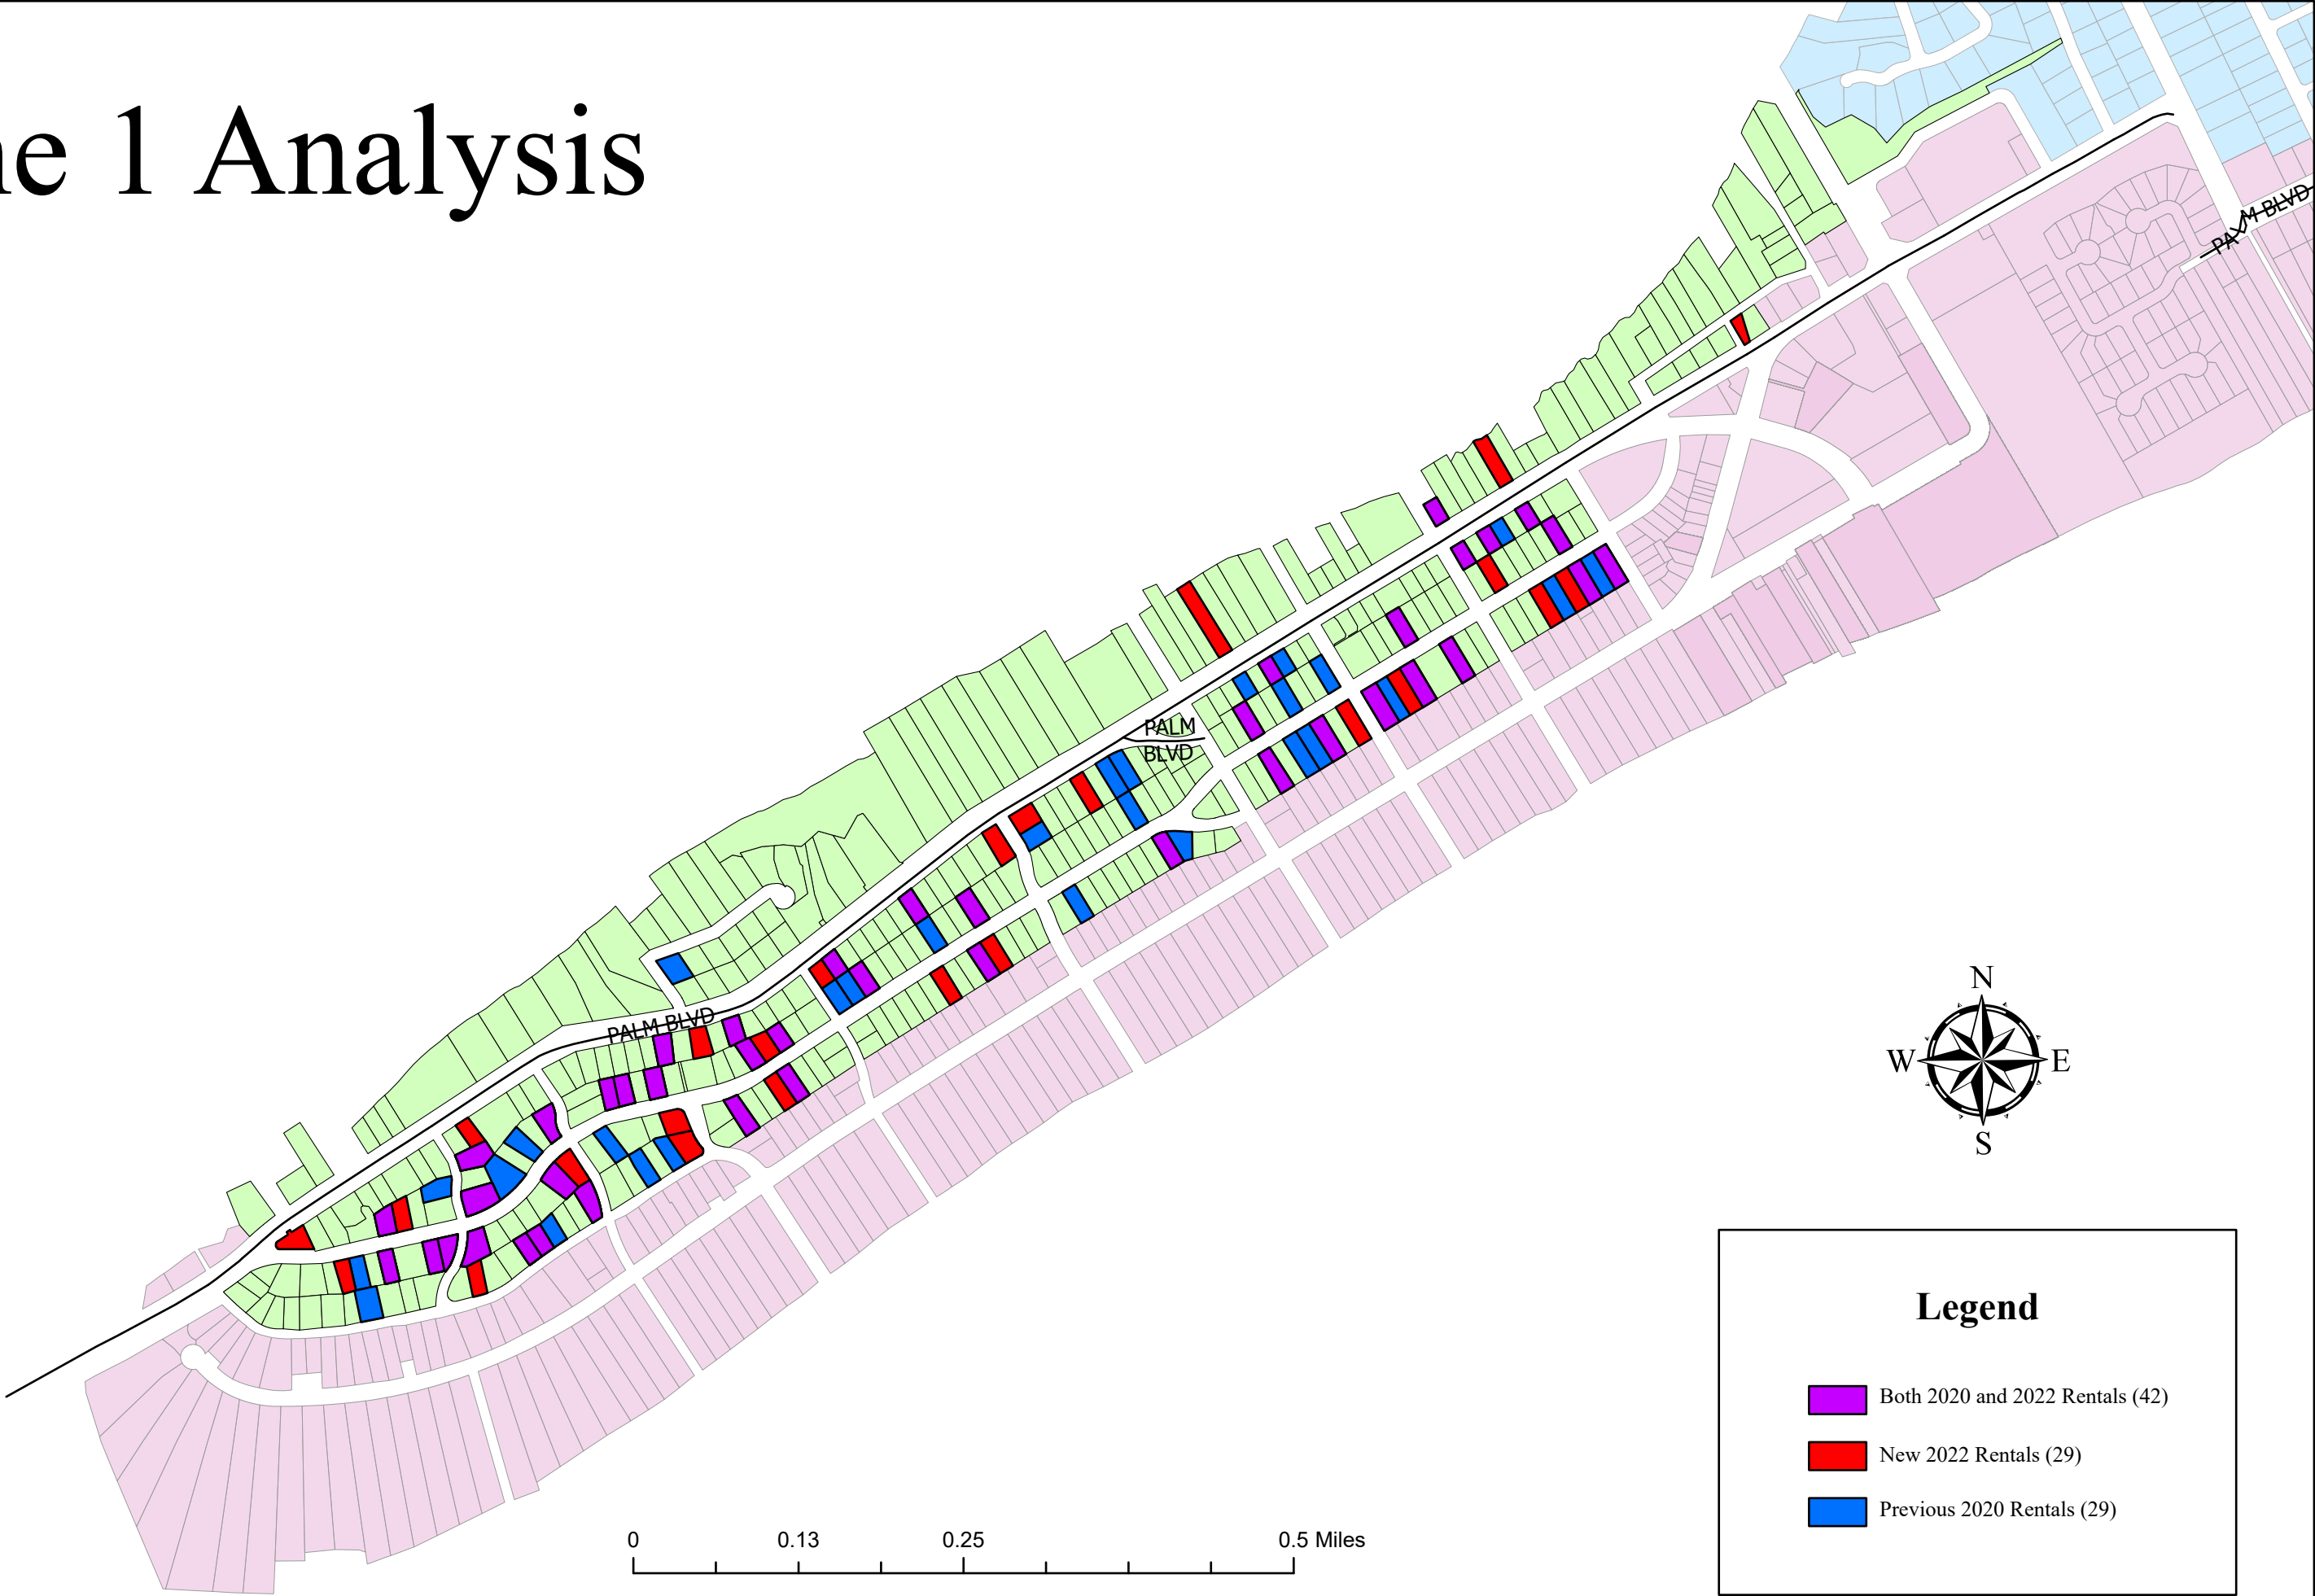 ne 1 Analysis
PALM BLVD
PALM
BLVD
PALM BLVD
N
W
E
S
Legend
Both 2020 and 2022 Rentals (42)
New 2022 Rentals (29)
Previous 2020 Rentals (29)
0 0.13 0.25 0.5 Miles